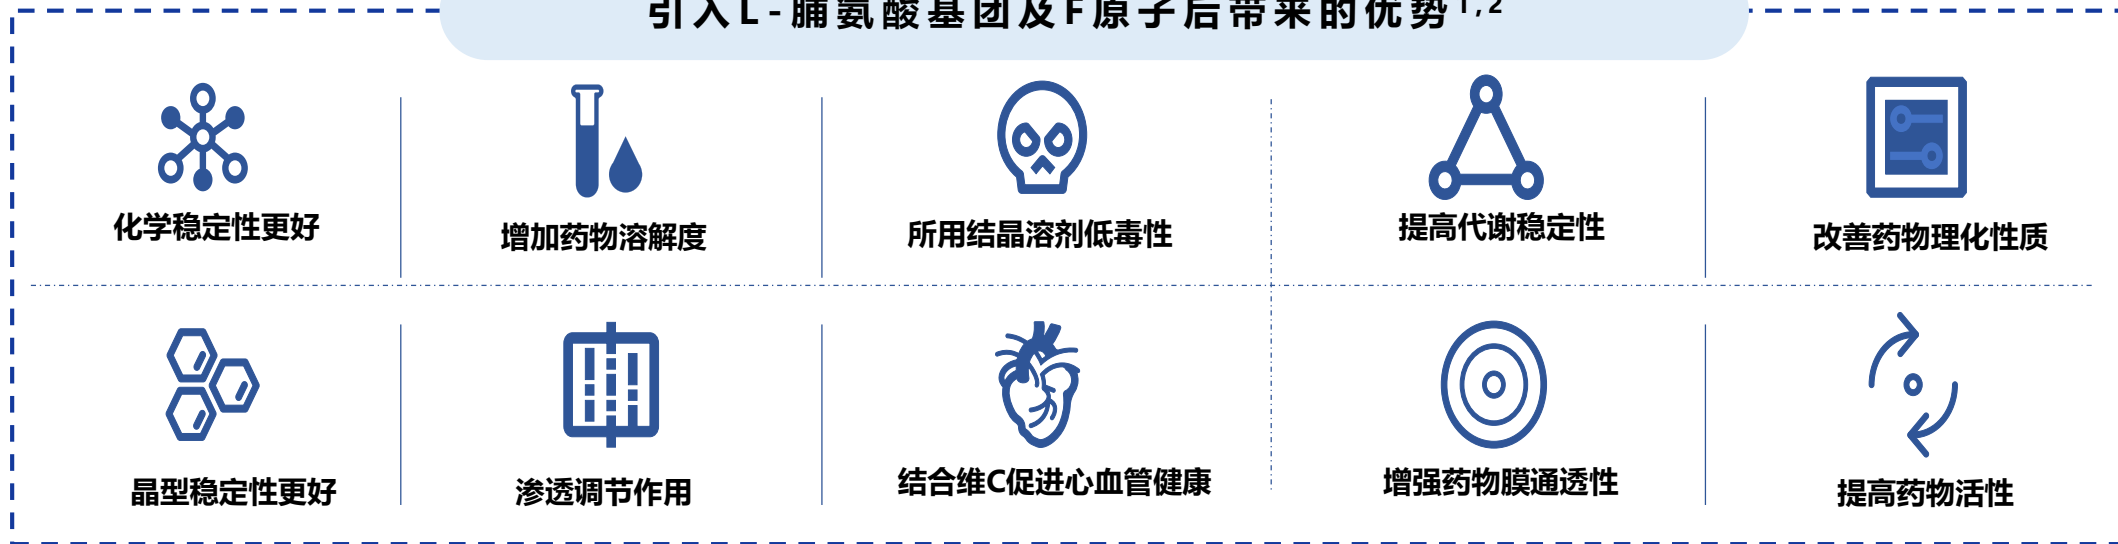 引入L-脯氨酸基团及F原子后带来的优势1,2
化学稳定性更好
增加药物溶解度
所用结晶溶剂低毒性
提高代谢稳定性
改善药物理化性质
晶型稳定性更好
渗透调节作用
结合维C促进心血管健康
增强药物膜通透性
提高药物活性